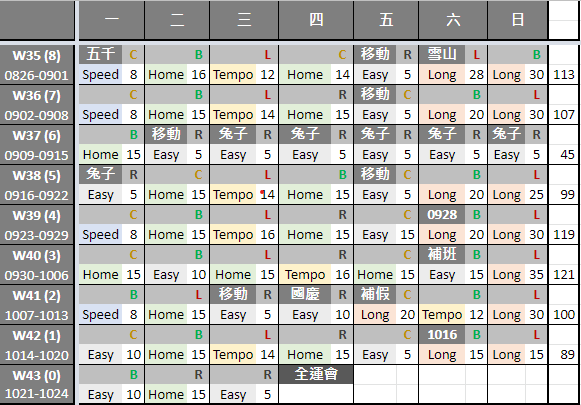 一 二 三 四 五 六 日
W35 (8) 五千 C B L C 移動 R 雪山 L B
0826-0901 Speed 8 Home 16 Tempo 12 Home 14 Easy 5 Long 28 Long 30 113
W36 (7) C B L R 移動 C B L
0902-0908 Speed 8 Home 15 Tempo 14 Home 15 Easy 5 Long 20 Long 30 107
W37 (6) B 移動 R 兔子 R 兔子 R 兔子 R 兔子 R 兔子 R
0909-0915 Home 15 Easy 5 Easy 5 Easy 5 Easy 5 Easy 5 Easy 5 45
W38 (5) 兔子 R C L B 移動 C B L
0916-0922 Easy 5 Home 15 Tempo 14 Home 15 Easy 5 Long 20 Long 25 99
W39 (4) C B L R C 0928 B L
0923-0929 Speed 8 Home 15 Tempo 16 Home 15 Easy 15 Long 20 Long 30 119
W40 (3) C B L R C 補班 B L
0930-1006 Home 15 Easy 10 Home 15 Tempo 16 Home 15 Easy 15 Long 35 121
W41 (2) B L 移動 R 國慶 R 補假 C B L
1007-1013 Speed 8 Home 15 Easy 5 Easy 10 Long 20 Tempo 12 Long 30 100
W42 (1) C B L R C 1016 B L
1014-1020 Easy 10 Home 15 Tempo 14 Home 15 Easy 5 Long 15 Long 15 89
W43 (0) B R R 全運會
1021-1024 Easy 10 Home 15 Easy 5